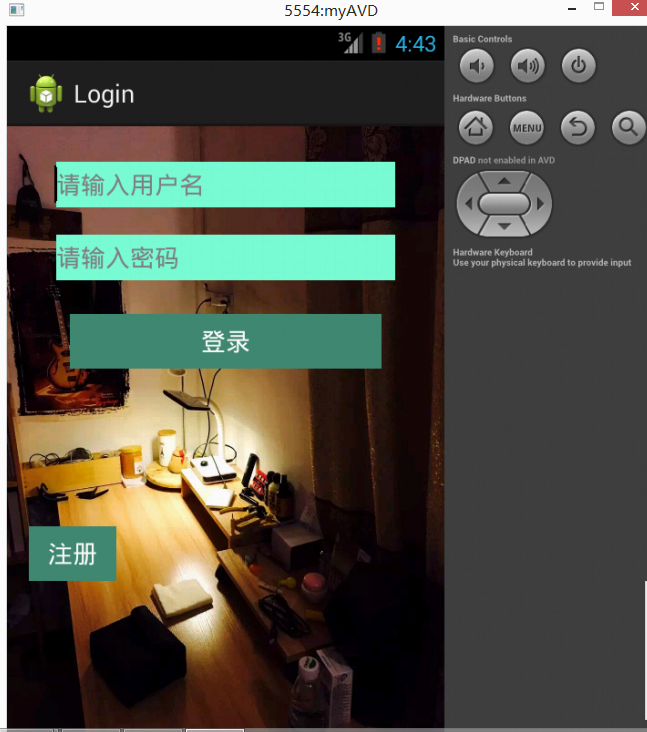 5554:myAVD
3G
4:43
Login
请输入用户名
请输入密码
登录
注册
Basic Controls
Hardware Buttons
MENU
DPAD not enabled in AVD
Hardware Keyboard
Use your physical keyboard to provide input